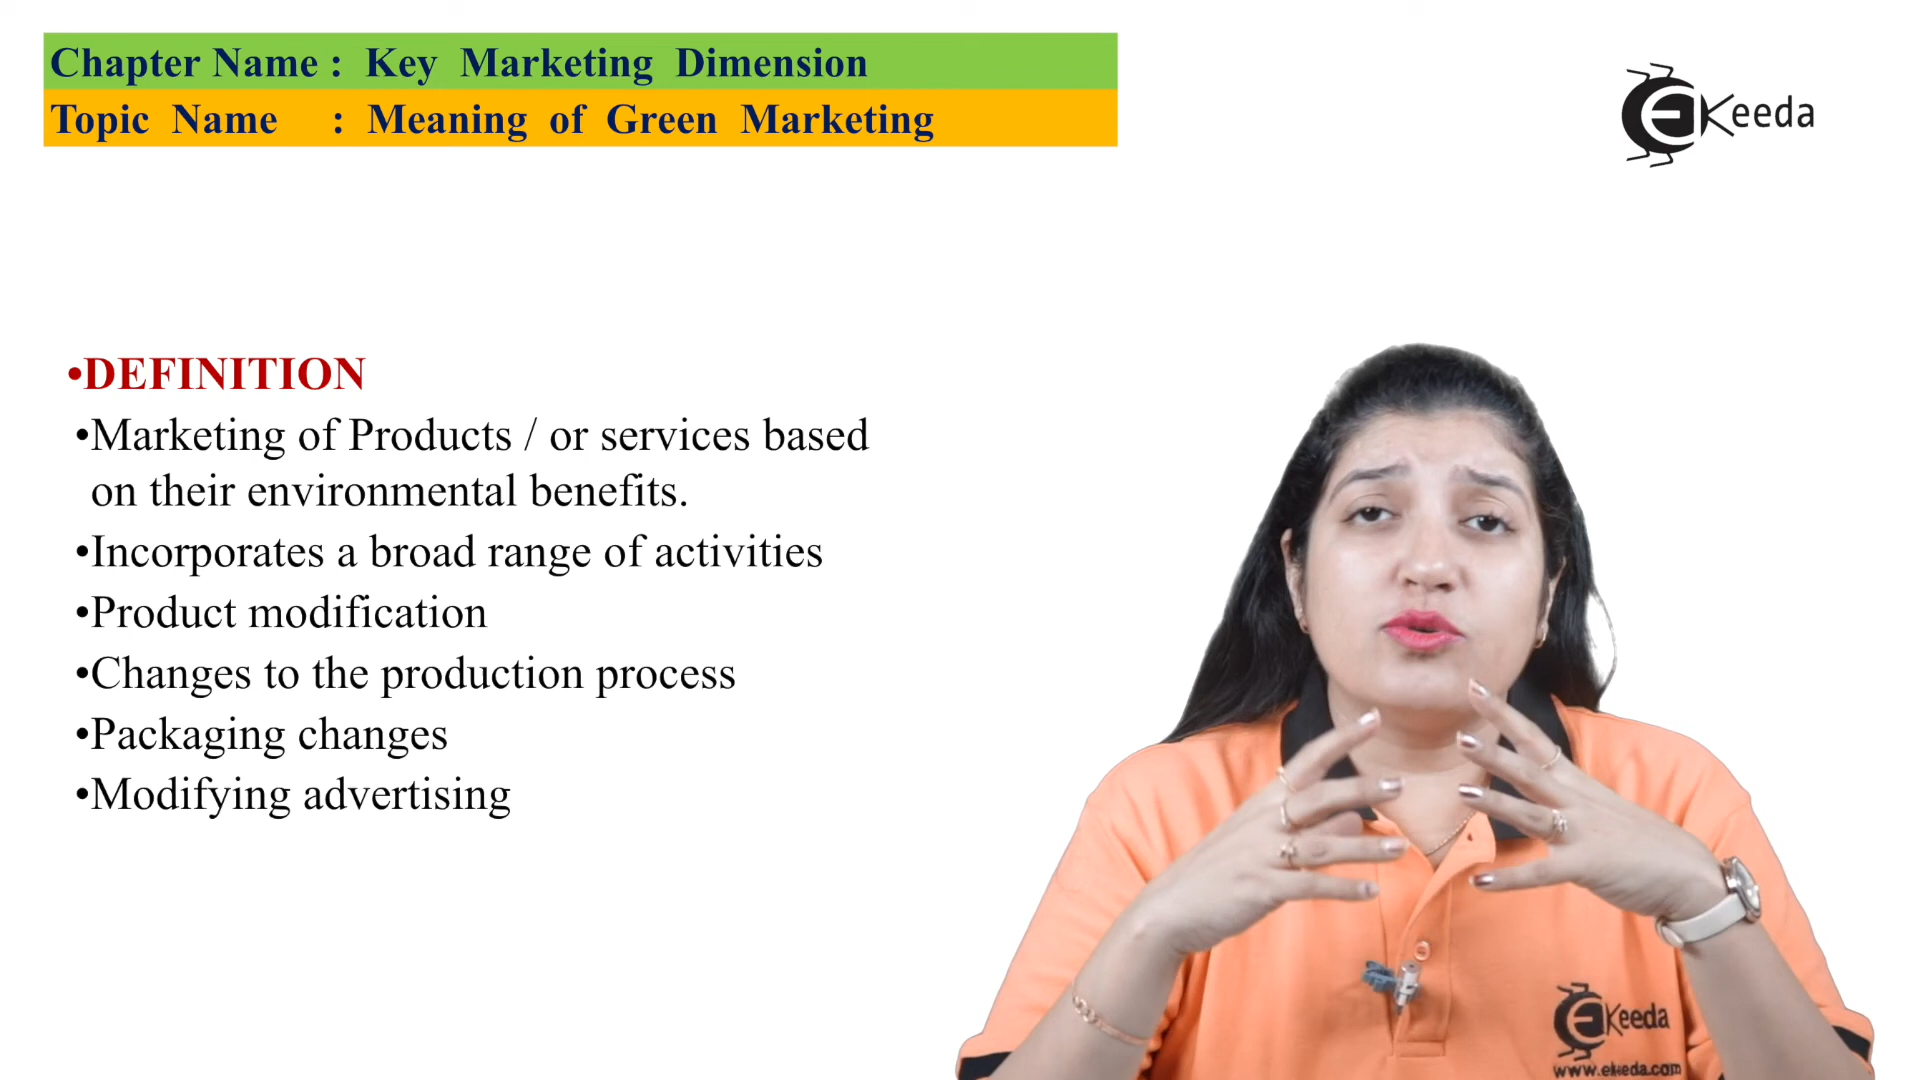 Chapter Name : Key Marketing Dimension
Topic Name : Meaning of Green Marketing
EKeeda
•DEFINITION
•Marketing of Products / or services based
on their environmental benefits.
•Incorporates a broad range of activities
•Product modification
•Changes to the production process
•Packaging changes
•Modifying advertising
EKeeda
www.ekeeda.com